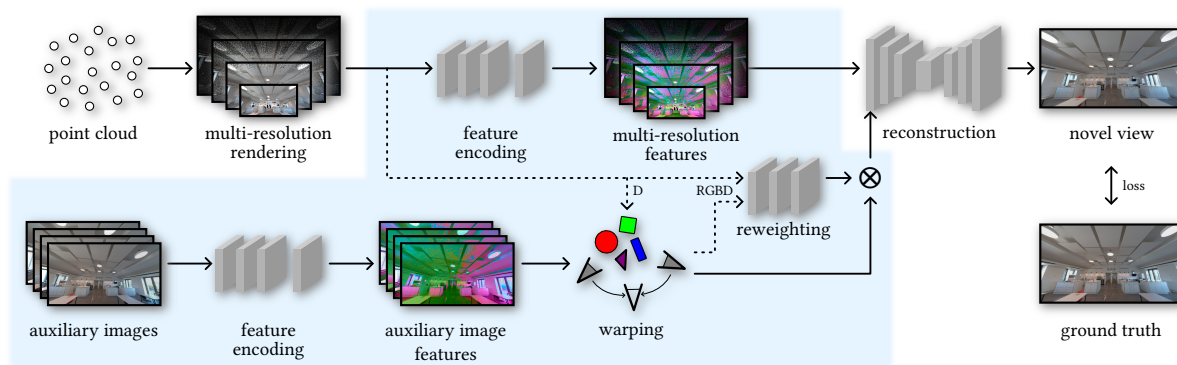 point cloud
multi-resolution
rendering
feature
encoding
multi-resolution
features
reconstruction
novel view
D
RGBD
loss
reweighting
auxiliary images
feature
encoding
auxiliary image
features
warping
ground truth